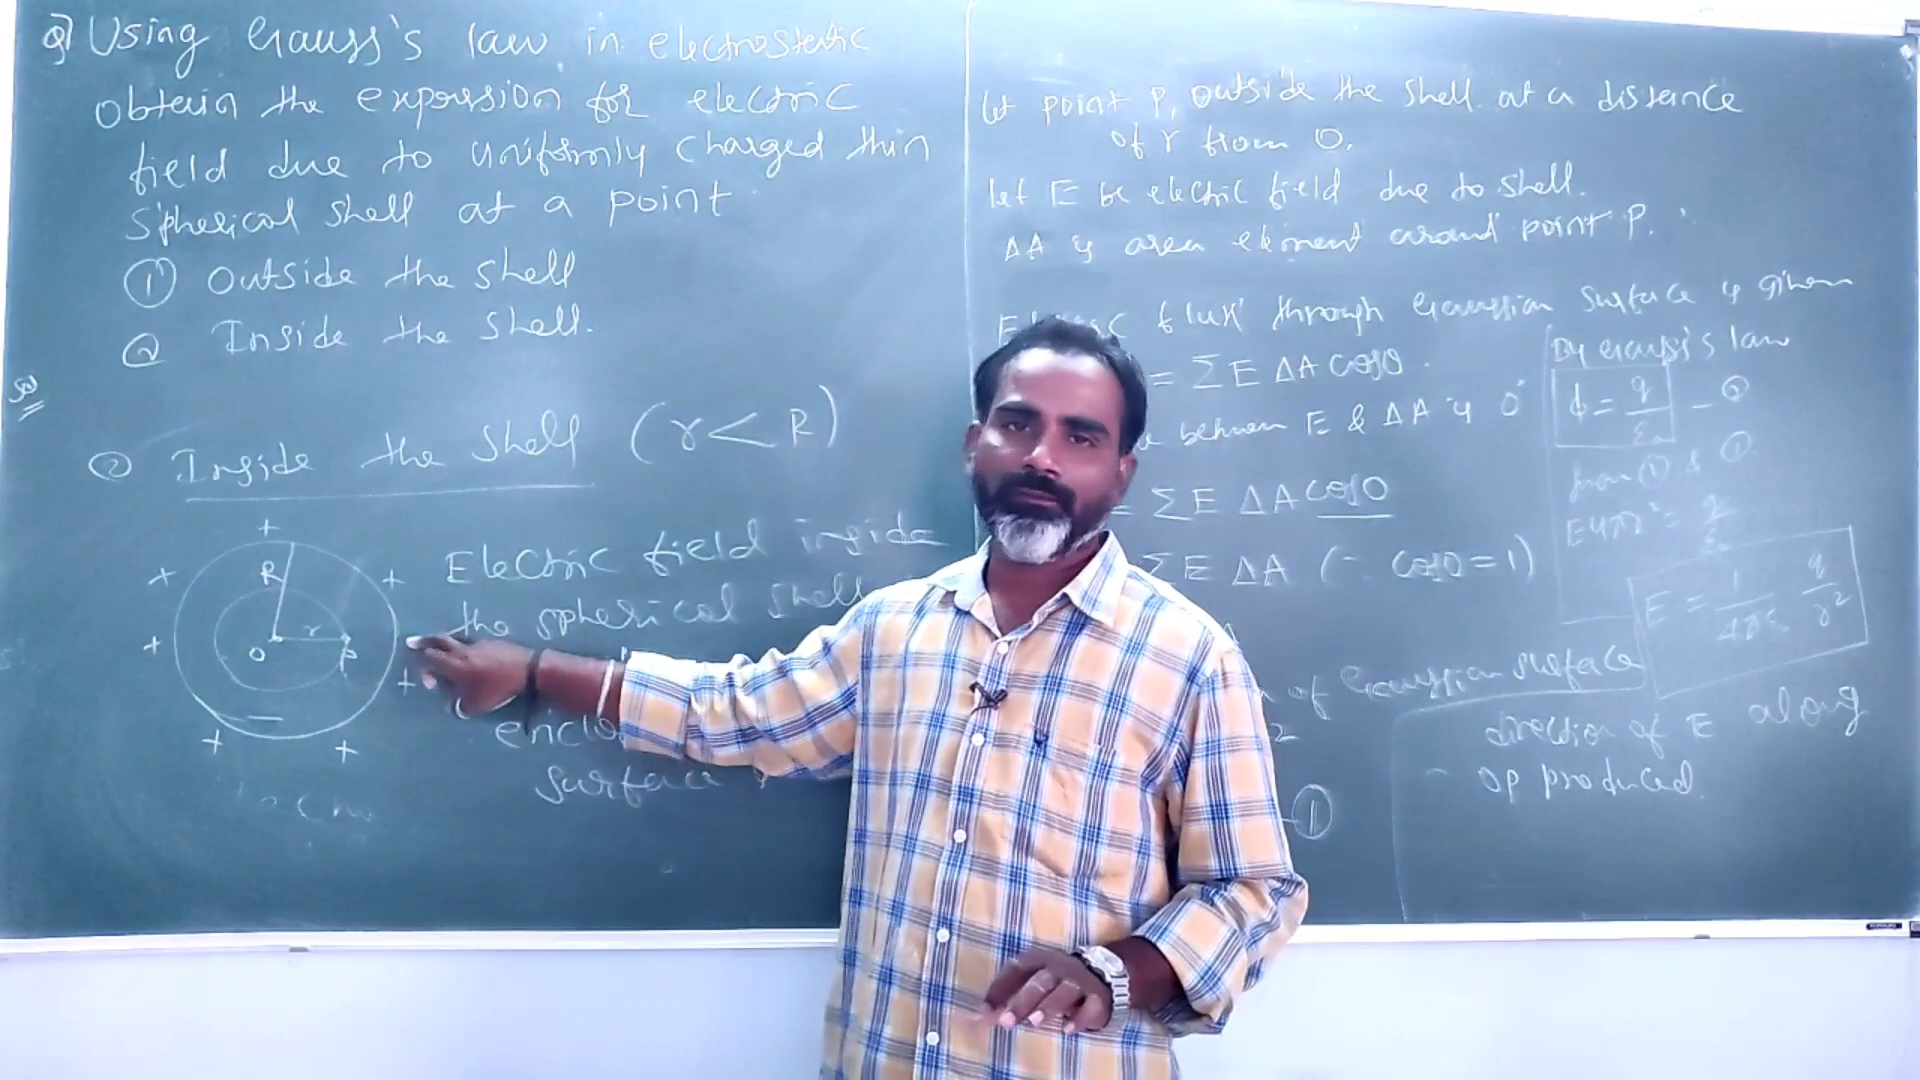 Q] Using Gauss's law in electrostatic
obtain the expression for electric
field due to uniformly charged thin
spherical shell at a point
① Outside the shell
② Inside the shell.
Sol
② Inside the shell (r < R)
Electric field inside
the spherical shell
surface
+
+ +
+
+
+ +
R
r
O
P
let point P, outside the shell at a distance
of r from O.
let E be electric field due to shell.
ΔA is area element around point P.
flux through Gaussian surface is given
= Σ E ΔA cosθ.
between E & ΔA is 0°
= Σ E ΔA cos0
Σ E ΔA (∵ cos0 = 1)
of Gaussian surface
①
By Gauss's law
ϕ = q/ε₀ - ②
from ① & ②
E4πr² = q/ε₀
E = 1/4πε q/r²
direction of E along
OP produced.